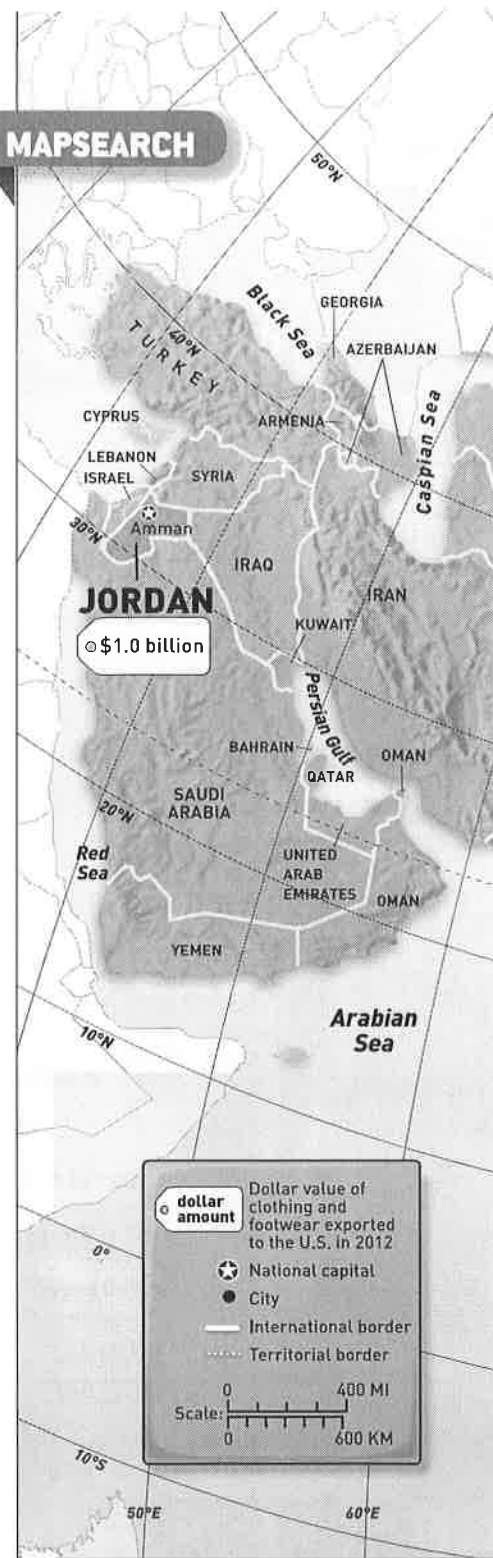 MAPSEARCH
50°N
GEORGIA
Black Sea
AZERBAIJAN
40°N
TURKEY
Caspian Sea
CYPRUS
ARMENIA
LEBANON
SYRIA
ISRAEL
30°N
Amman
IRAQ
IRAN
JORDAN
$1.0 billion
KUWAIT
Persian Gulf
BAHRAIN
OMAN
QATAR
SAUDI
ARABIA
20°N
Red
Sea
UNITED
ARAB
EMIRATES
OMAN
YEMEN
Arabian
Sea
10°N
dollar
amount
Dollar value of
clothing and
footwear exported
to the U.S. in 2012
0°
National capital
City
International border
Territorial border
0 400 MI
Scale:
0 600 KM
10°S
50°E 60°E